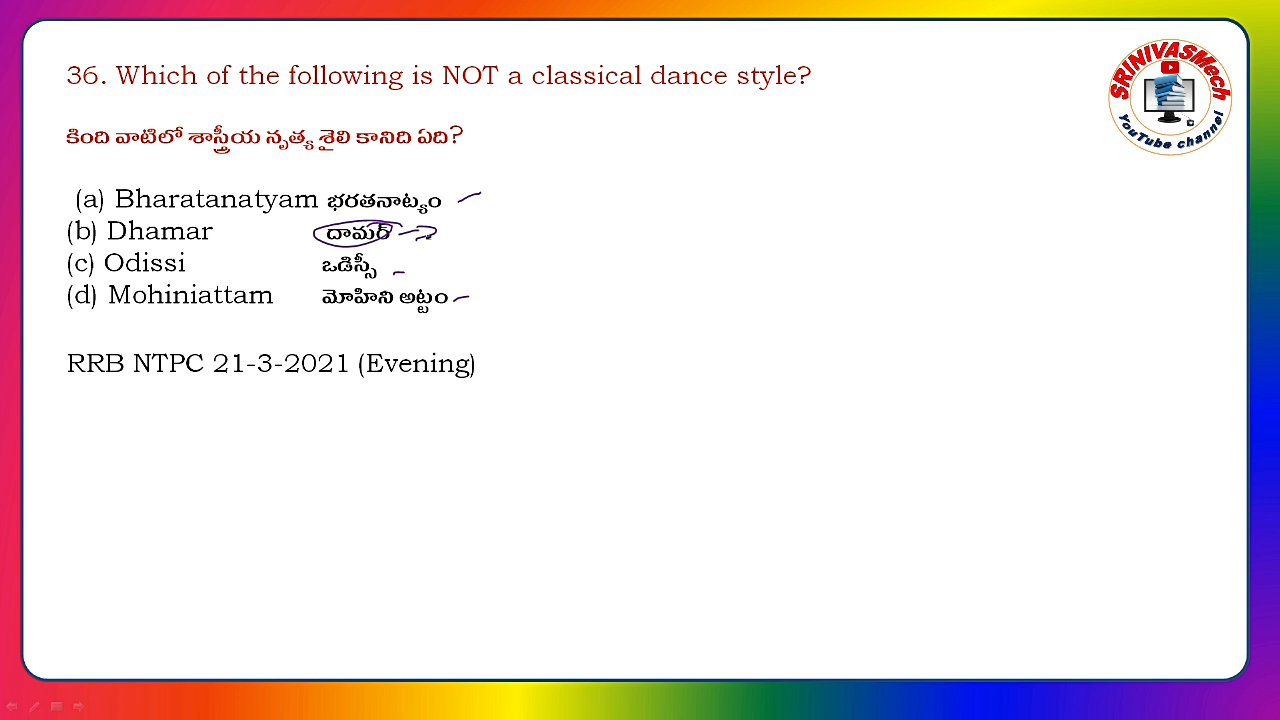 36. Which of the following is NOT a classical dance style?
కింది వాటిలో శాస్త్రీయ నృత్య శైలి కానిది ఏది?
(a) Bharatanatyam భరతనాట్యం
(b) Dhamar దామర్
(c) Odissi ఒడిస్సీ
(d) Mohiniattam మోహిని అట్టం
RRB NTPC 21-3-2021 (Evening)
SRINIVASMech
YouTube channel